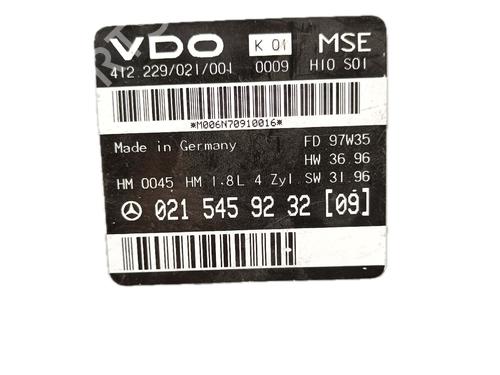 VDO K 01 MSE
412.229/021/001 0009 H10 S01
*M006N70910016*
Made in Germany FD 97W35
HW 36.96
HM 0045 HM 1.8L 4 Zyl. SW 31.96
021 545 92 32 [09]